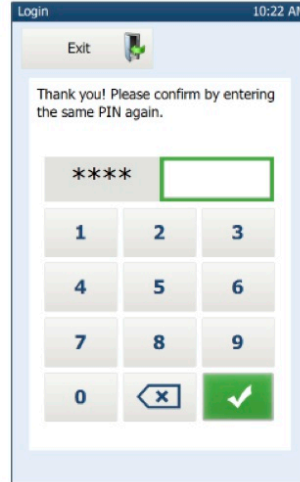 Login 10:22 AM
Exit
Thank you! Please confirm by entering
the same PIN again.
****
1 2 3
4 5 6
7 8 9
0